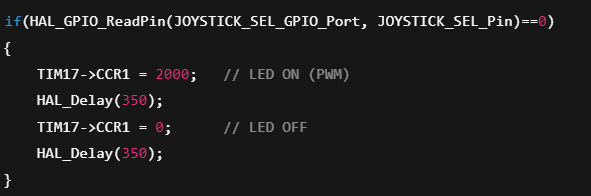 if(HAL_GPIO_ReadPin(JOYSTICK_SEL_GPIO_Port, JOYSTICK_SEL_Pin)==0)
{
    TIM17->CCR1 = 2000;   // LED ON (PWM)
    HAL_Delay(350);
    TIM17->CCR1 = 0;      // LED OFF
    HAL_Delay(350);
}